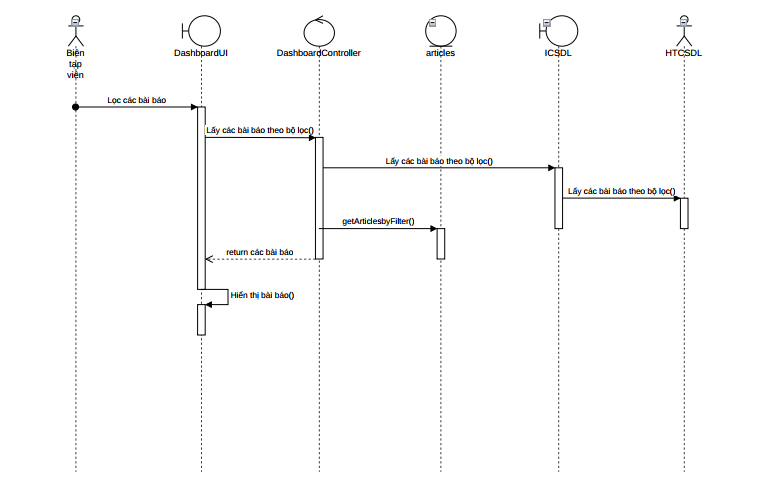 Biên
tập
viên
DashboardUI
DashboardController
articles
ICSDL
HTCSDL
Lọc các bài báo
Lấy các bài báo theo bộ lọc()
Lấy các bài báo theo bộ lọc()
Lấy các bài báo theo bộ lọc()
getArticlesbyFilter()
return các bài báo
Hiển thị bài báo()